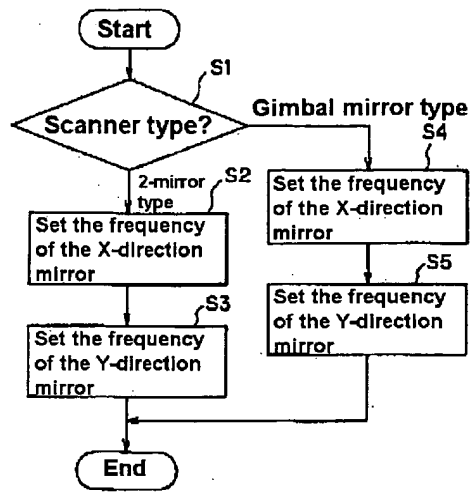 Start
S1
Scanner type?
Gimbal mirror type
S4
2-mirror
type
S2
Set the frequency
of the X-direction
mirror
Set the frequency
of the X-direction
mirror
S5
S3
Set the frequency
of the Y-direction
mirror
Set the frequency
of the Y-direction
mirror
End